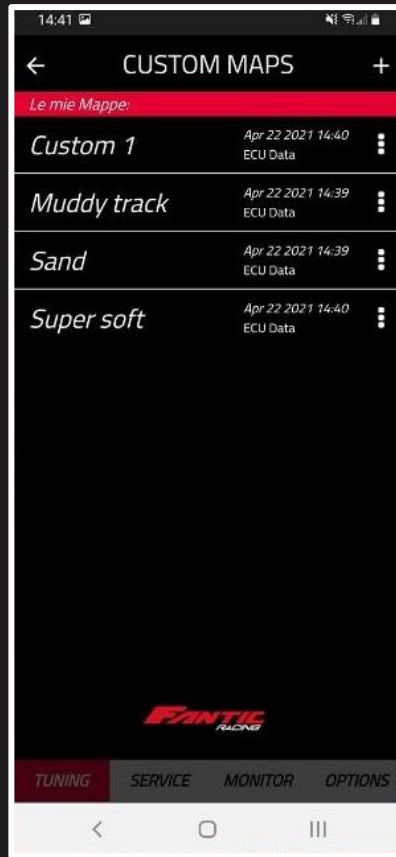 14:41
CUSTOM MAPS
Le mie Mappe:
Custom 1
Apr 22 2021 14:40
ECU Data
Muddy track
Apr 22 2021 14:39
ECU Data
Sand
Apr 22 2021 14:39
ECU Data
Super soft
Apr 22 2021 14:40
ECU Data
FANTIC
RACING
TUNING SERVICE MONITOR OPTIONS